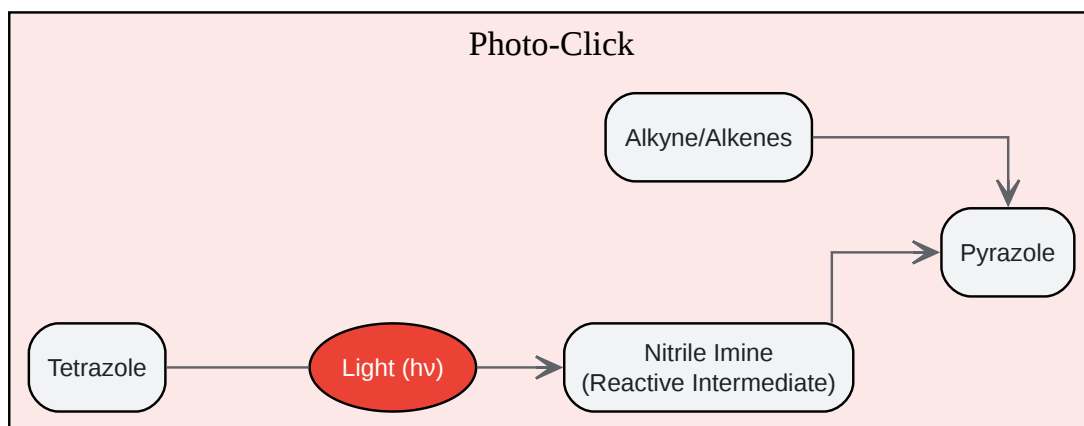 Photo-Click
Alkyne/Alkenes
Pyrazole
Tetrazole
Light (hν)
Nitrile Imine
(Reactive Intermediate)